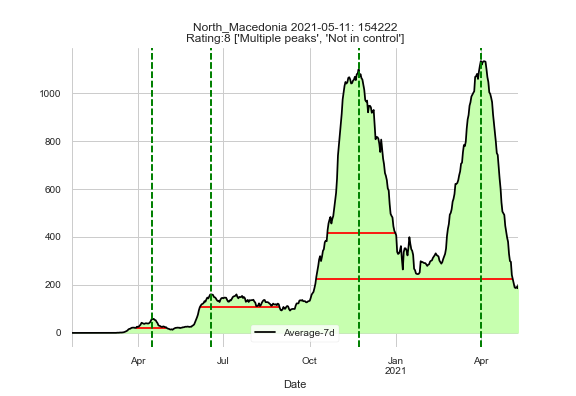 North_Macedonia 2021-05-11: 154222
Rating:8 ['Multiple peaks', 'Not in control']
1000
800
600
400
200
0
Average-7d
Apr
Jul
Oct
Jan
2021
Apr
Date